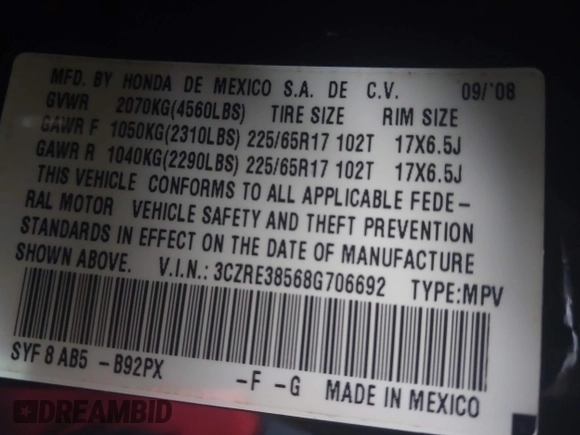 MFD. BY HONDA DE MEXICO S.A. DE C.V. 09/'08
GVWR 2070KG(4560LBS) TIRE SIZE RIM SIZE
GAWR F 1050KG(2310LBS) 225/65R17 102T 17X6.5J
GAWR R 1040KG(2290LBS) 225/65R17 102T 17X6.5J
THIS VEHICLE CONFORMS TO ALL APPLICABLE FEDE-
RAL MOTOR VEHICLE SAFETY AND THEFT PREVENTION
STANDARDS IN EFFECT ON THE DATE OF MANUFACTURE
SHOWN ABOVE. V.I.N.: 3CZRE38568G706692 TYPE:MPV
SYF 8 AB5 -B92PX -F -G MADE IN MEXICO
DREAMBID